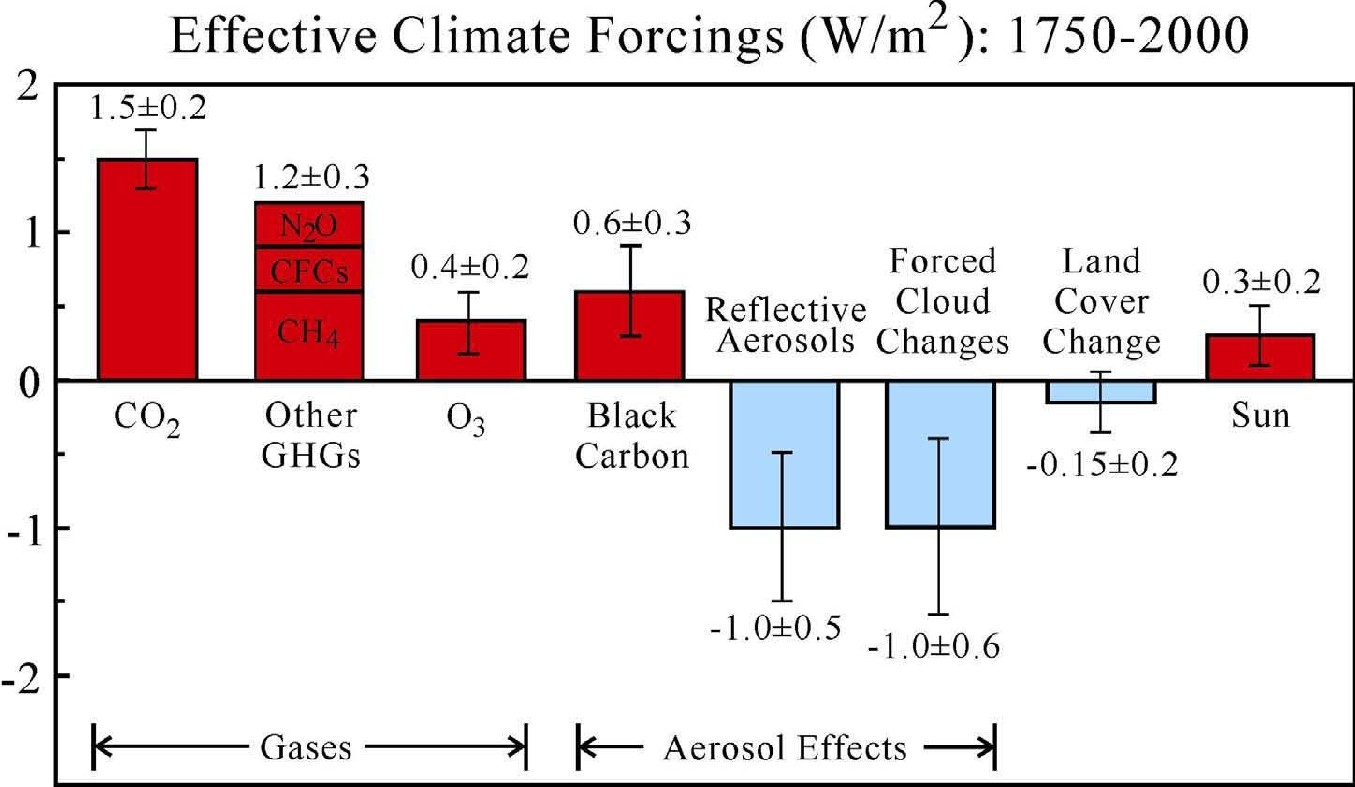 Effective Climate Forcings (W/m²): 1750-2000
2
1
0
-1
-2
1.5±0.2
CO₂
1.2±0.3
N₂O
CFCs
CH₄
Other
GHGs
0.4±0.2
O₃
0.6±0.3
Black
Carbon
Reflective
Aerosols
-1.0±0.5
Forced
Cloud
Changes
-1.0±0.6
Land
Cover
Change
-0.15±0.2
0.3±0.2
Sun
Gases
Aerosol Effects